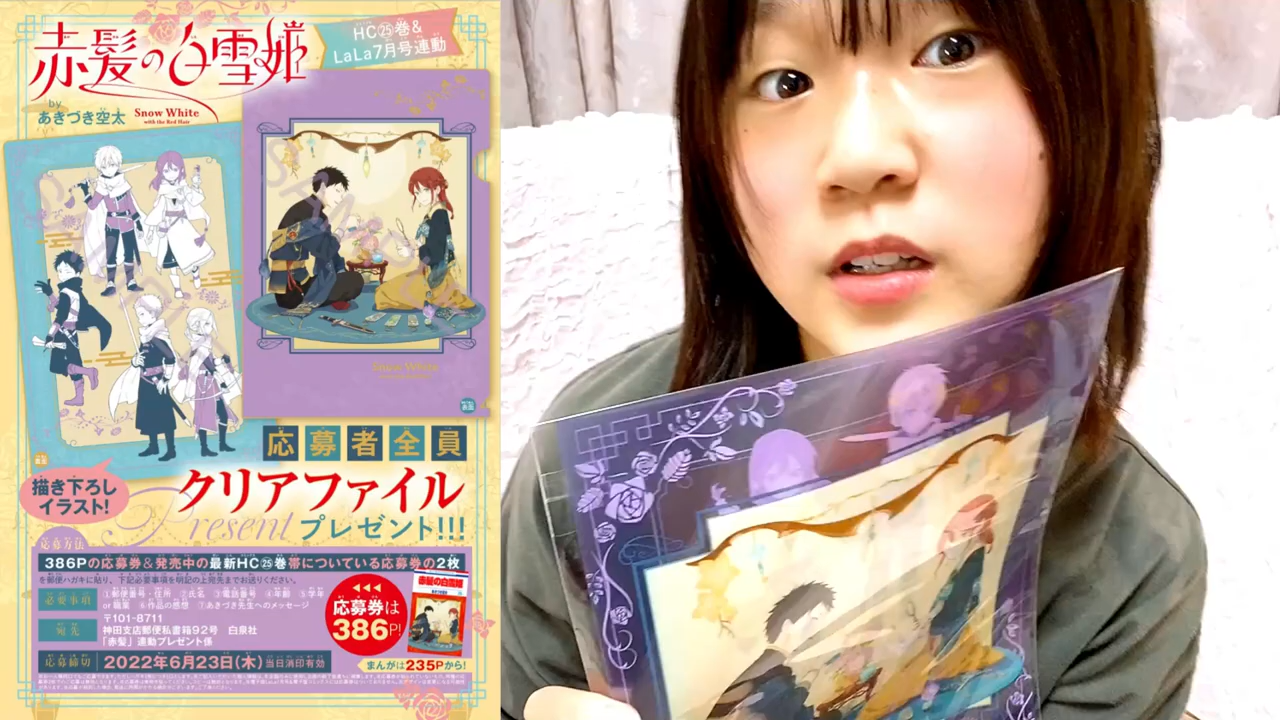 赤髪の白雪姫
by
あきづき空太
Snow White
with the Red Hair
HC㉕巻&
LaLa7月号連動
SAMPLE
SAMPLE
Snow White
応募者全員
クリアファイル
描き下ろし
イラスト!
Present
プレゼント!!!
応募方法
386Pの応募券&発売中の最新HC㉕巻帯についている応募券の2枚
を郵便ハガキに貼り、下記必要事項を明記の上宛先までお送りください。
必要事項
①郵便番号・住所 ②氏名 ③電話番号 ④年齢 ⑤学年
or 職業 ⑥作品の感想 ⑦あきづき先生へのメッセージ
宛先
〒101-8711
神田支店郵便私書箱92号 白泉社
「赤髪」連動プレゼント係
応募締切
2022年6月23日(木)当日消印有効
応募券は
386P!
赤髪の白雪姫
まんがは235Pから!